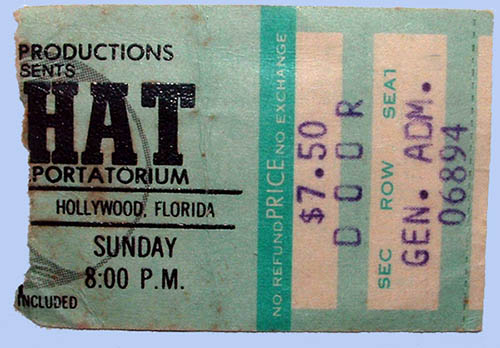 PRODUCTIONS
SENTS
HAT
PORTATORIUM
HOLLYWOOD, FLORIDA
SUNDAY
8:00 P.M.
INCLUDED
NO REFUND PRICE NO EXCHANGE
$7.50
DOOR
SEC ROW SEAT
GEN. ADM.
06894